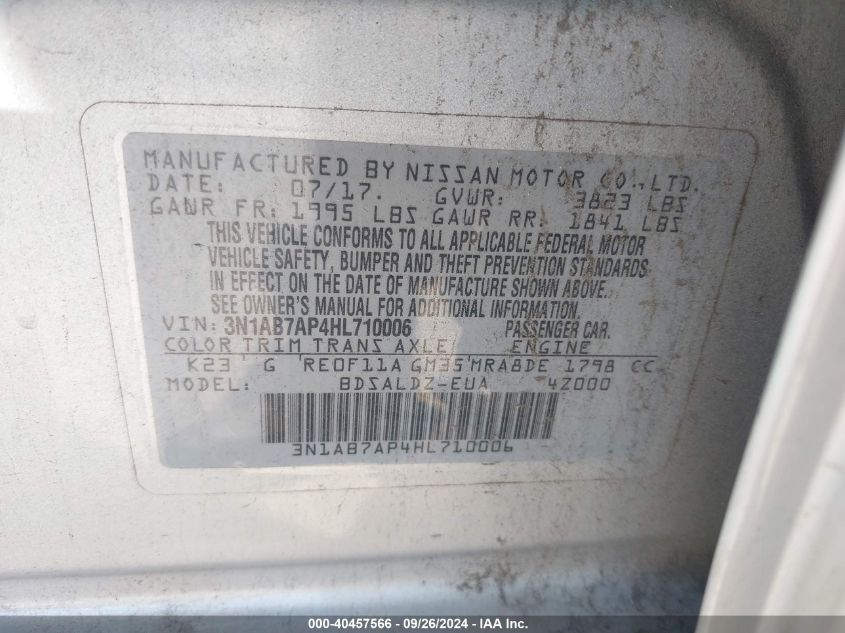 MANUFACTURED BY NISSAN MOTOR CO., LTD.
DATE: 07/17. GVWR: 3823 LBS
GAWR FR: 1995 LBS GAWR RR: 1841 LBS
THIS VEHICLE CONFORMS TO ALL APPLICABLE FEDERAL MOTOR
VEHICLE SAFETY, BUMPER AND THEFT PREVENTION STANDARDS
IN EFFECT ON THE DATE OF MANUFACTURE SHOWN ABOVE.
SEE OWNER'S MANUAL FOR ADDITIONAL INFORMATION.
VIN: 3N1AB7AP4HL710006 PASSENGER CAR.
COLOR TRIM TRANS AXLE ENGINE
K23 G RE0F11A GM35 MRA8DE 1798 CC
MODEL: BDSALDZ-EUA 4Z000
3N1AB7AP4HL710006
000-40457566 - 09/26/2024 - IAA Inc.